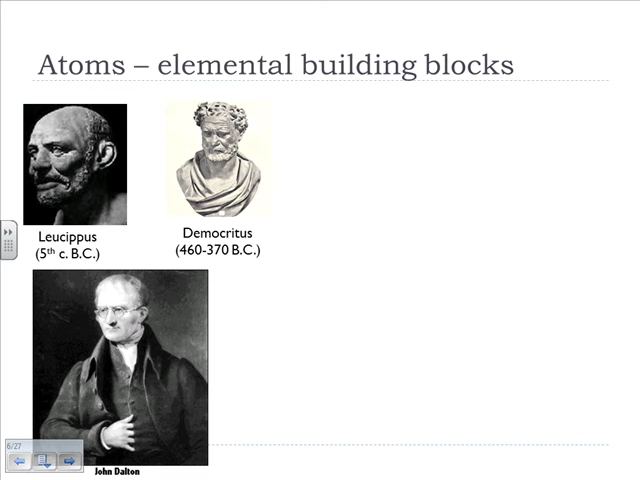 Atoms – elemental building blocks
Leucippus
(5th c. B.C.)
Democritus
(460-370 B.C.)
6/27
John Dalton